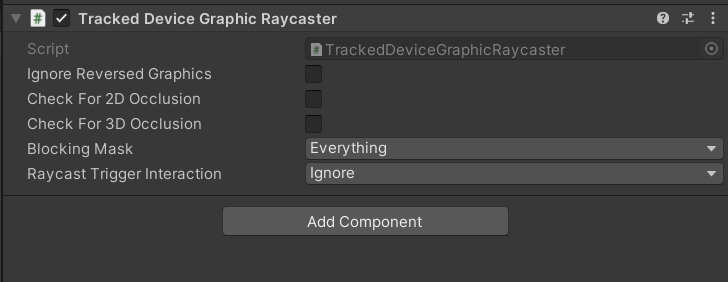 Tracked Device Graphic Raycaster
Script TrackedDeviceGraphicRaycaster
Ignore Reversed Graphics
Check For 2D Occlusion
Check For 3D Occlusion
Blocking Mask Everything
Raycast Trigger Interaction Ignore
Add Component